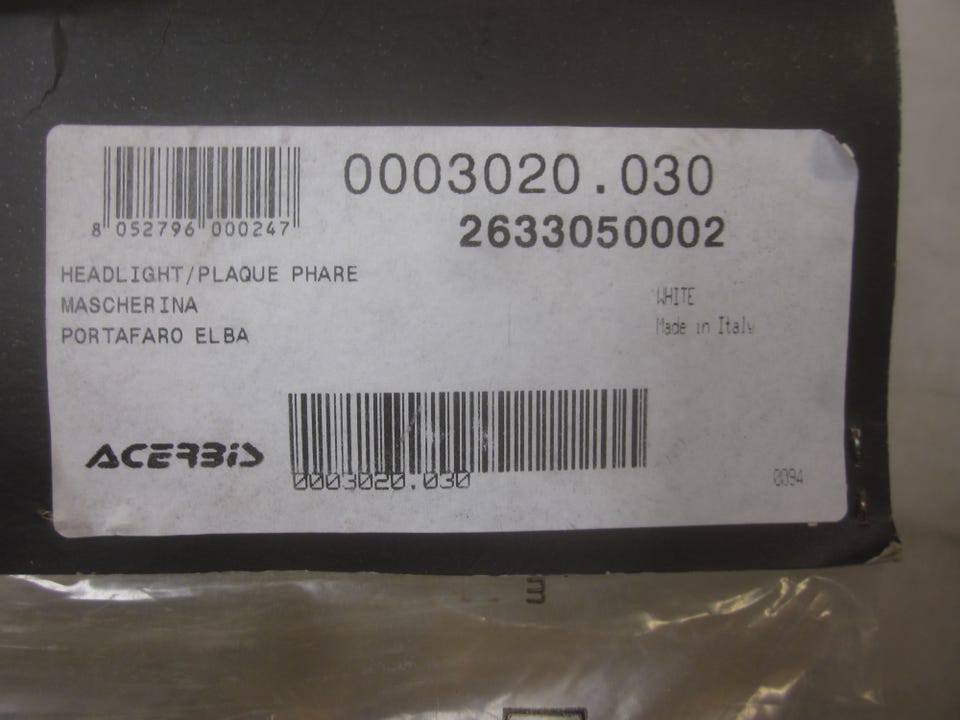 8 052796 000247
0003020.030
2633050002
HEADLIGHT/PLAQUE PHARE
MASCHERINA
PORTAFARO ELBA
WHITE
Made in Italy
ACERBIS
0003020.030
0094